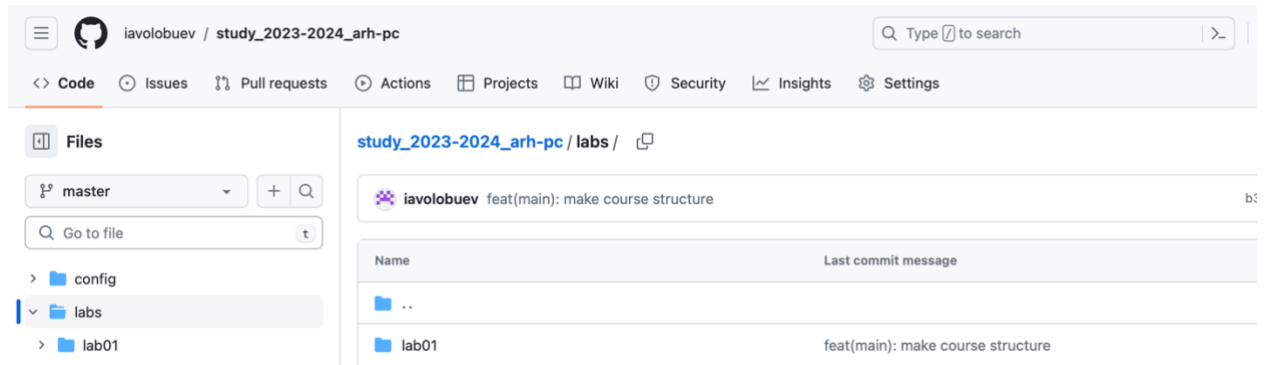 iavolobuev / study_2023-2024_arh-pc
Type / to search
Code Issues Pull requests Actions Projects Wiki Security Insights Settings
Files
study_2023-2024_arh-pc / labs /
master
iavolobuev feat(main): make course structure b3
Go to file t
Name Last commit message
config
..
labs
lab01
lab01 feat(main): make course structure